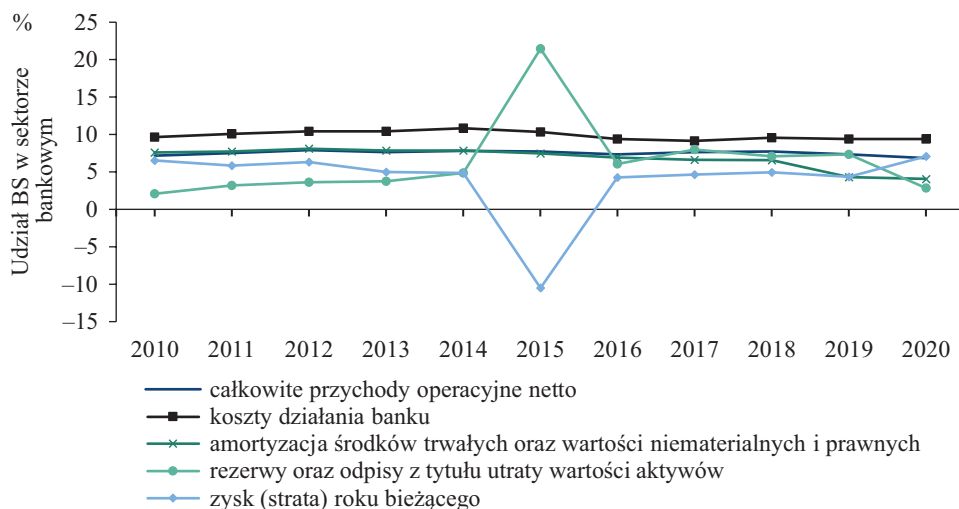 %
Udział BS w sektorze
bankowym
25
20
15
10
5
0
–5
–10
–15
2010 2011 2012 2013 2014 2015 2016 2017 2018 2019 2020
całkowite przychody operacyjne netto
koszty działania banku
amortyzacja środków trwałych oraz wartości niematerialnych i prawnych
rezerwy oraz odpisy z tytułu utraty wartości aktywów
zysk (strata) roku bieżącego